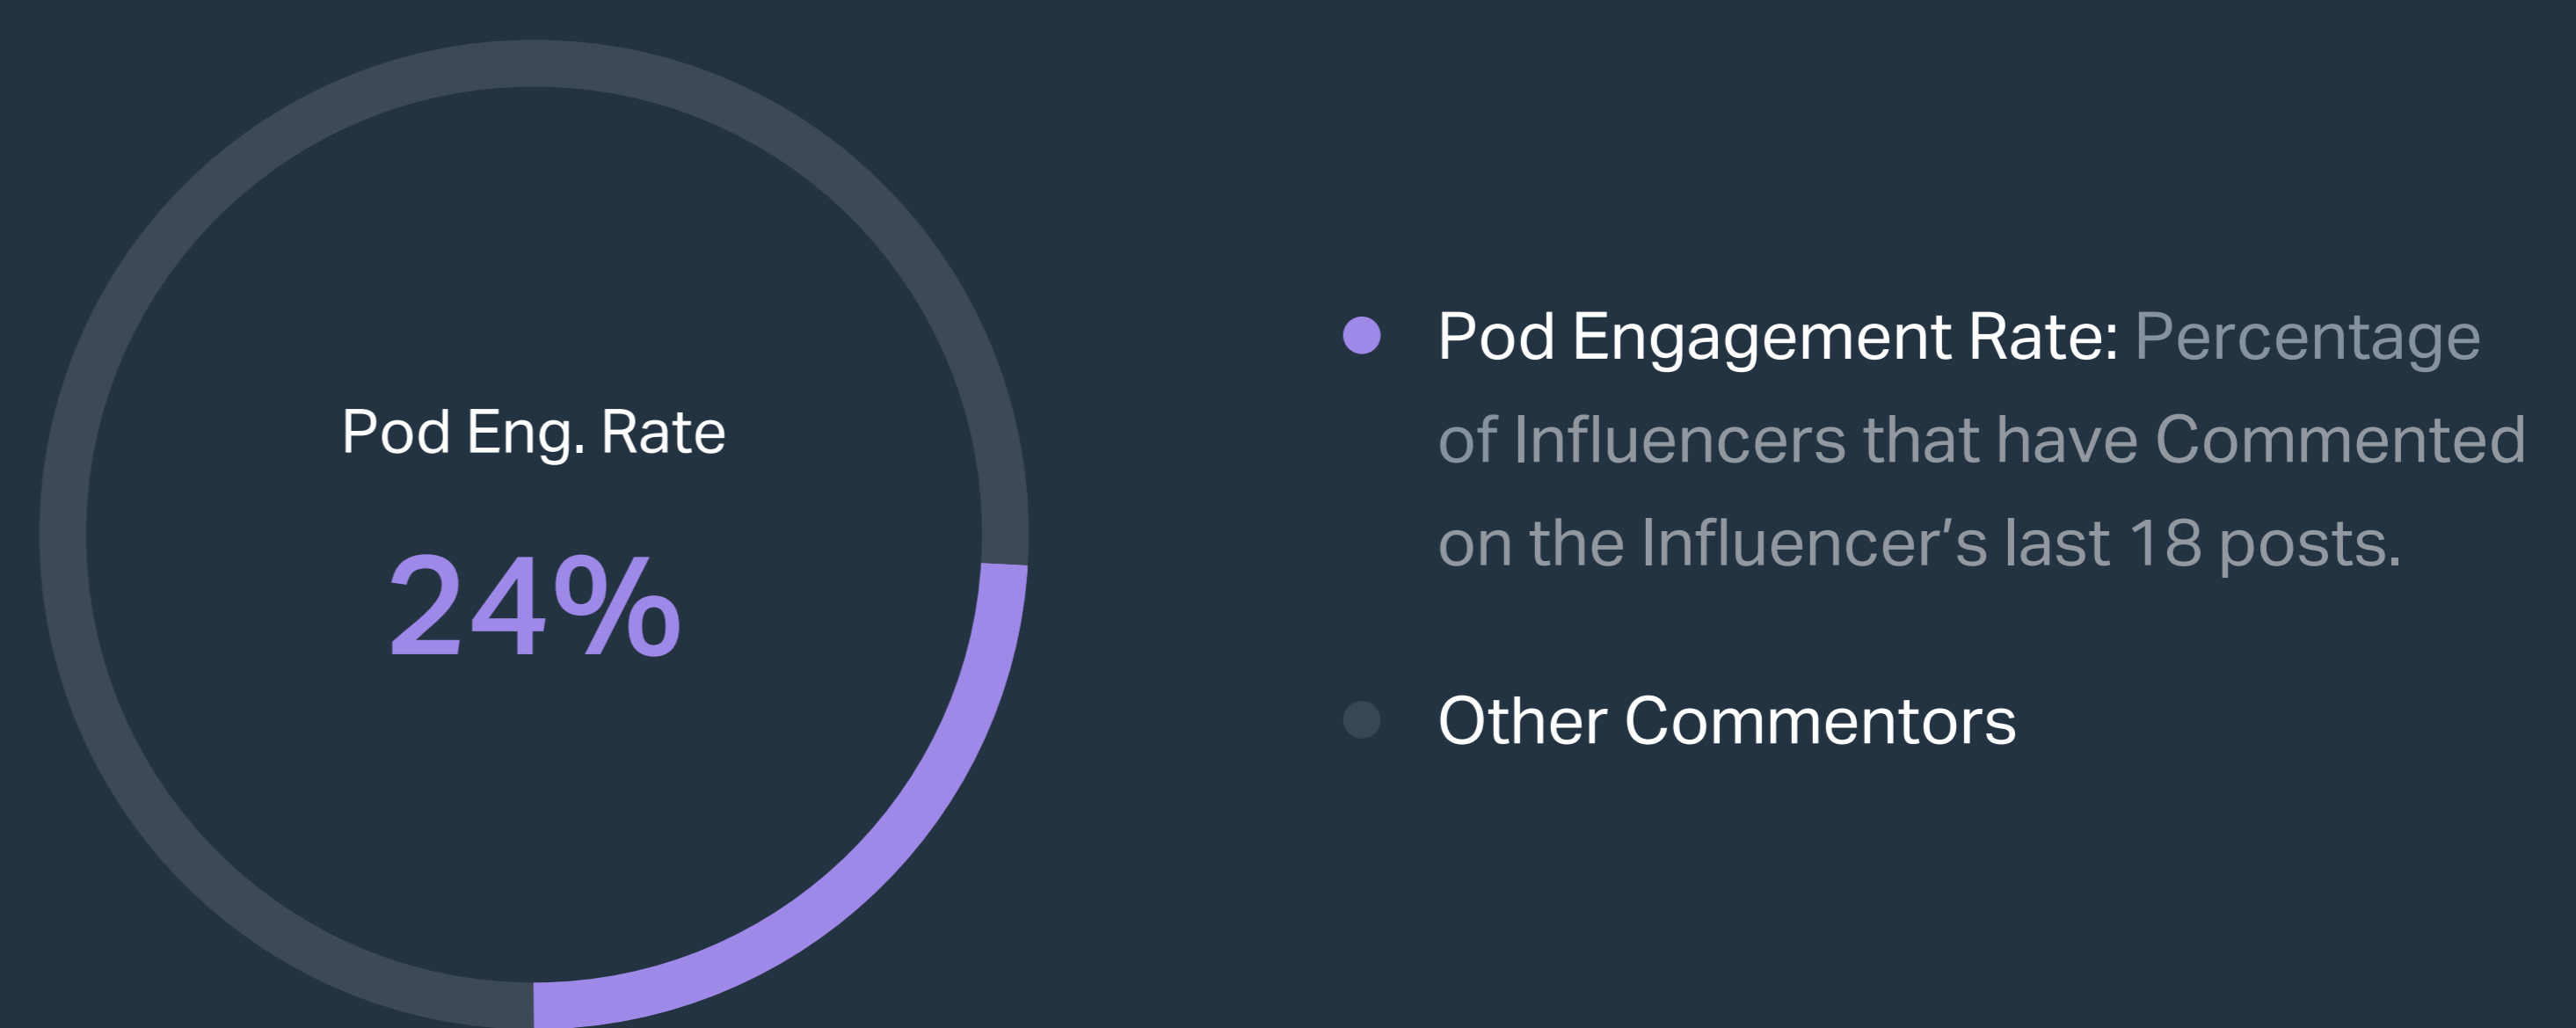 Pod Eng. Rate
24%
Pod Engagement Rate: Percentage
of Influencers that have Commented
on the Influencer’s last 18 posts.
Other Commentors